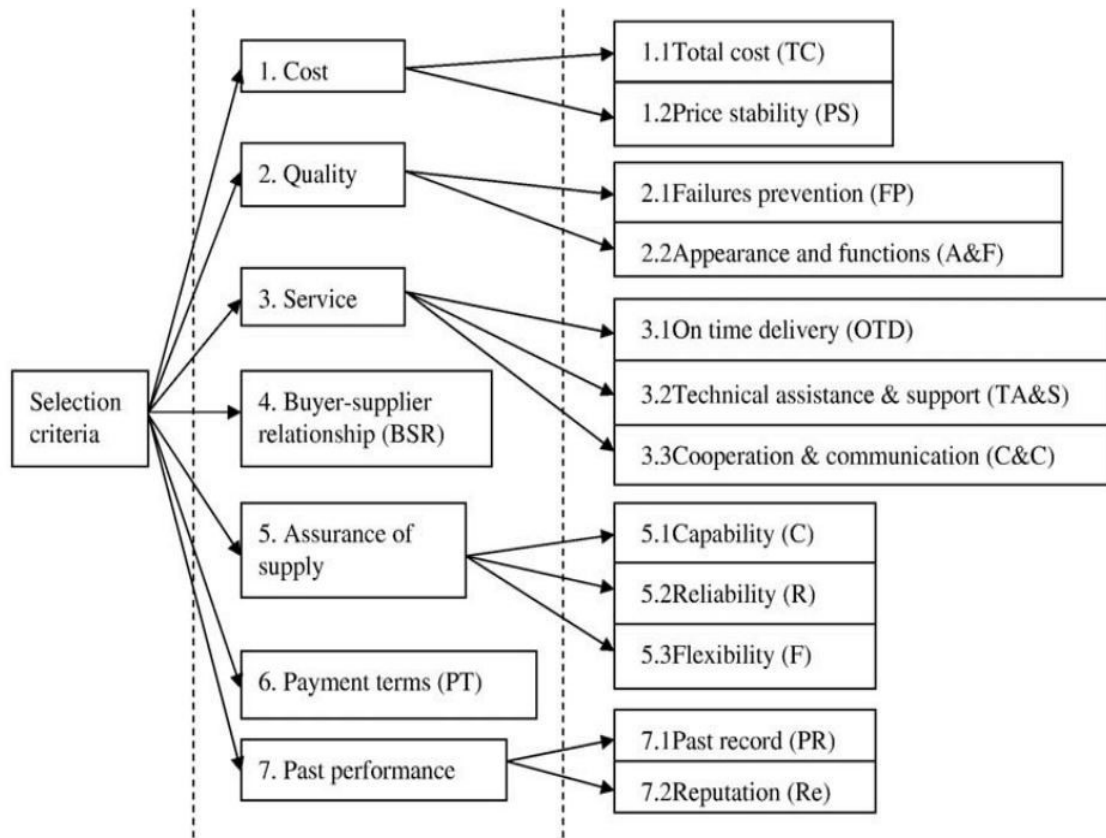 1. Cost
1.1Total cost (TC)
1.2Price stability (PS)
2. Quality
2.1Failures prevention (FP)
2.2Appearance and functions (A&F)
3. Service
3.1On time delivery (OTD)
3.2Technical assistance & support (TA&S)
3.3Cooperation & communication (C&C)
Selection
criteria
4. Buyer-supplier
relationship (BSR)
5. Assurance of
supply
5.1Capability (C)
5.2Reliability (R)
5.3Flexibility (F)
6. Payment terms (PT)
7. Past performance
7.1Past record (PR)
7.2Reputation (Re)